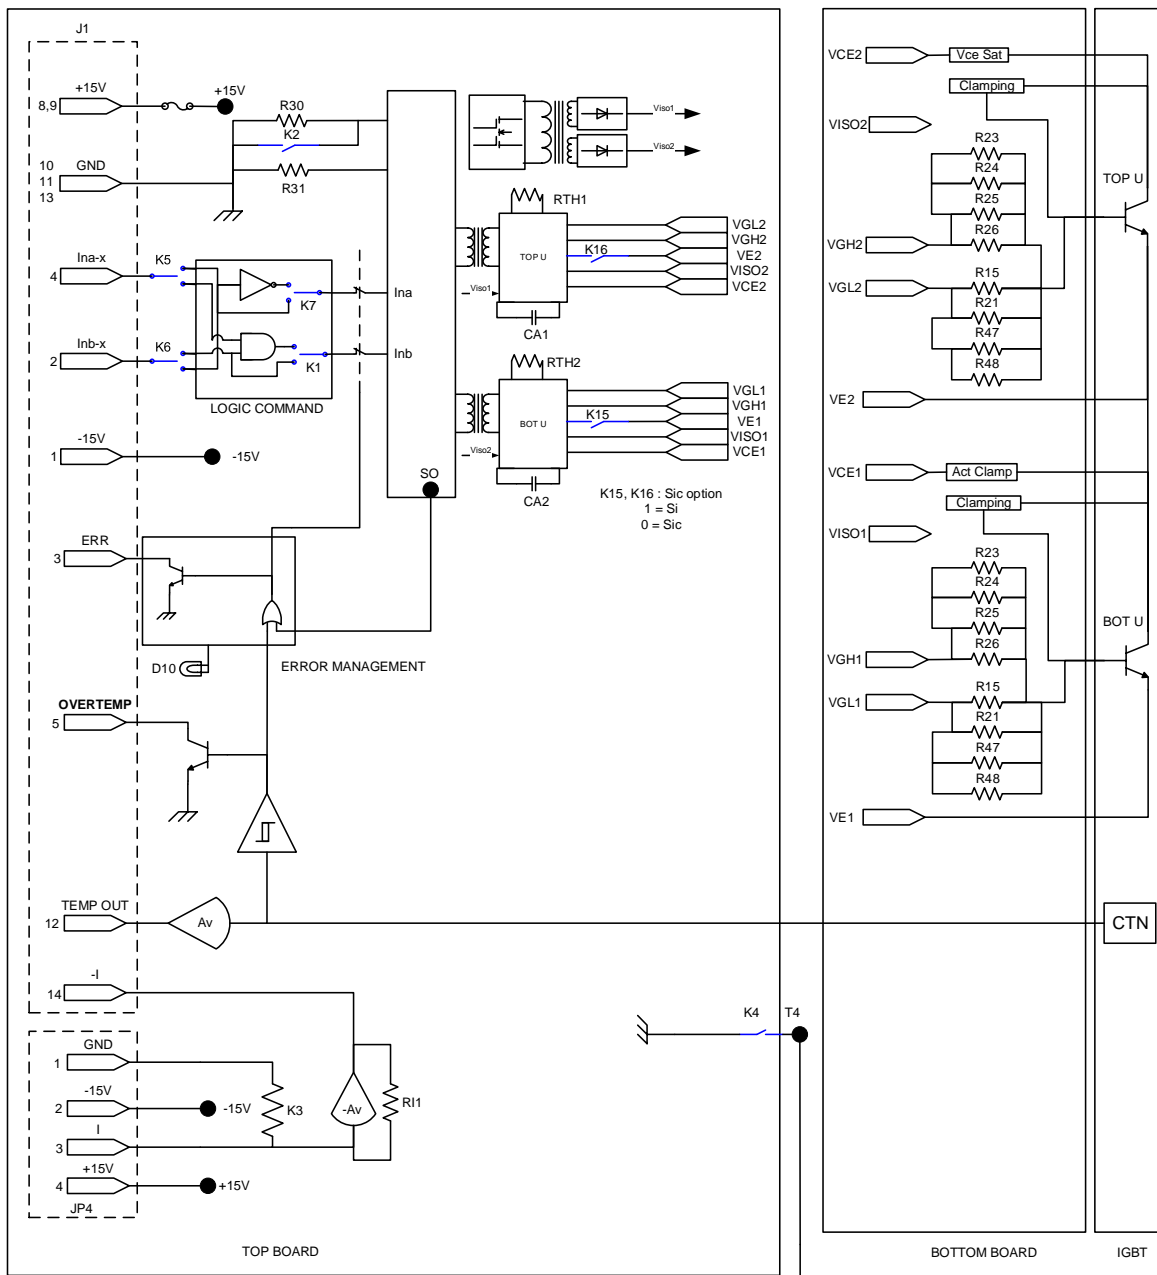 J1
+15V
8,9
+15V
10
11
13
GND
R30
K2
R31
Viso1
Viso2
Ina-x
4
K5
K7
Ina
Inb-x
2
K6
K1
Inb
LOGIC COMMAND
-15V
1
-15V
RTH1
TOP U
Viso1
CA1
K16
VGL2
VGH2
VE2
VISO2
VCE2
RTH2
BOT U
Viso2
CA2
K15
VGL1
VGH1
VE1
VISO1
VCE1
SO
K15, K16 : Sic option
1 = Si
0 = Sic
ERR
3
D10
ERROR MANAGEMENT
OVERTEMP
5
TEMP OUT
12
Av
-I
14
GND
1
-15V
2
-15V
I
3
+15V
4
+15V
JP4
K3
-Av
RI1
K4
T4
TOP BOARD
VCE2
Vce Sat
Clamping
VISO2
R23
R24
R25
R26
VGH2
TOP U
VGL2
R15
R21
R47
R48
VE2
VCE1
Act Clamp
Clamping
VISO1
R23
R24
R25
R26
VGH1
BOT U
VGL1
R15
R21
R47
R48
VE1
CTN
BOTTOM BOARD
IGBT